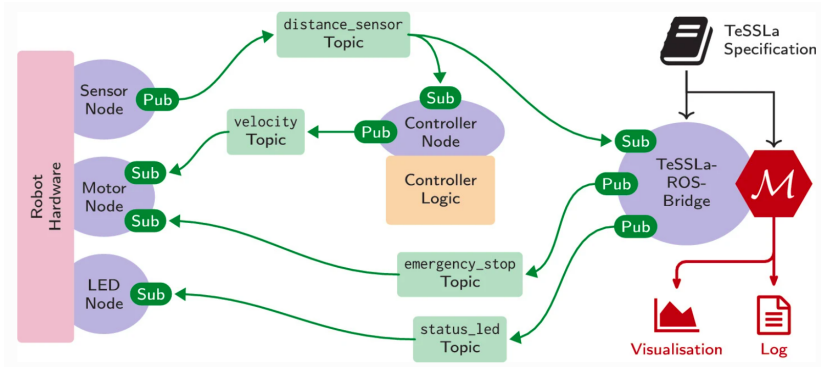 distance_sensor
Topic
TeSSLa
Specification
Sensor
Node
Pub
Sub
velocity
Topic
Pub
Controller
Node
Sub
TeSSLa-
ROS-
Bridge
M
Robot
Hardware
Motor
Node
Sub
Sub
Controller
Logic
Pub
Pub
emergency_stop
Topic
LED
Node
Sub
status_led
Topic
Visualisation
Log